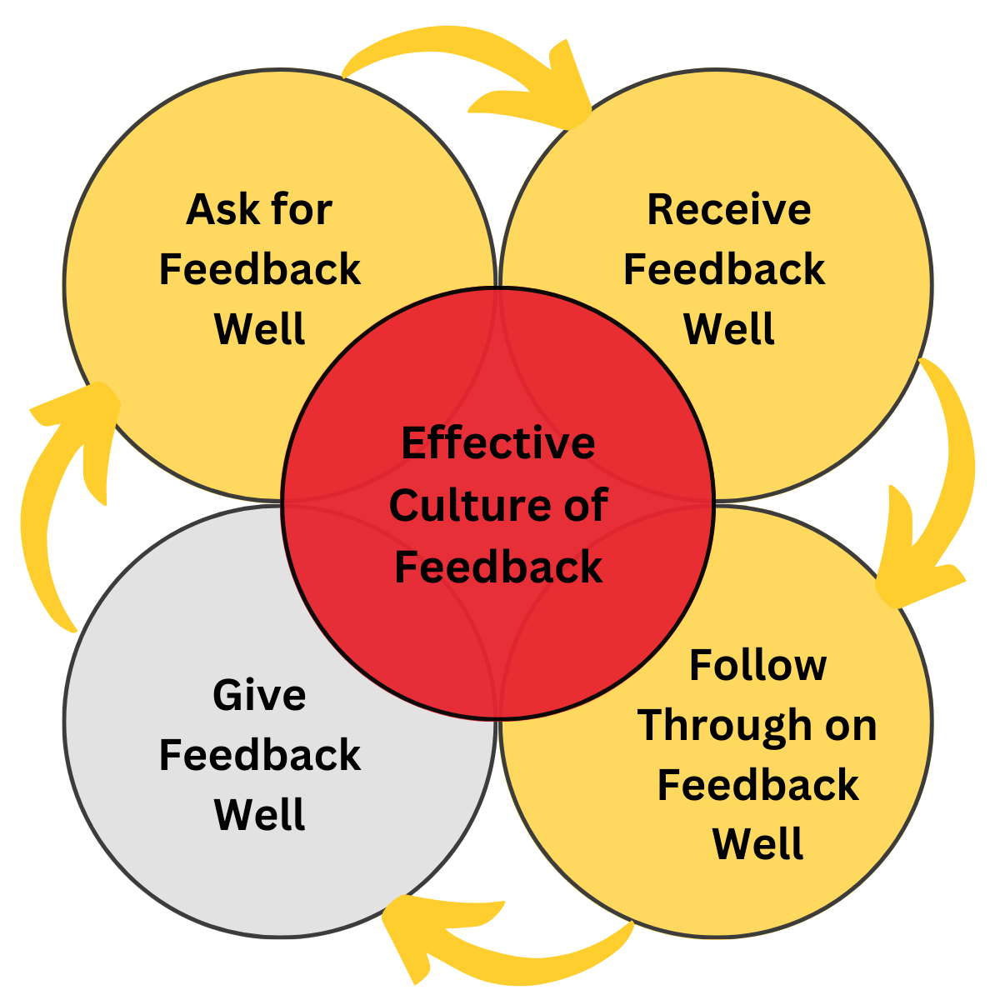 Ask for
Feedback
Well
Receive
Feedback
Well
Effective
Culture of
Feedback
Give
Feedback
Well
Follow
Through on
Feedback
Well